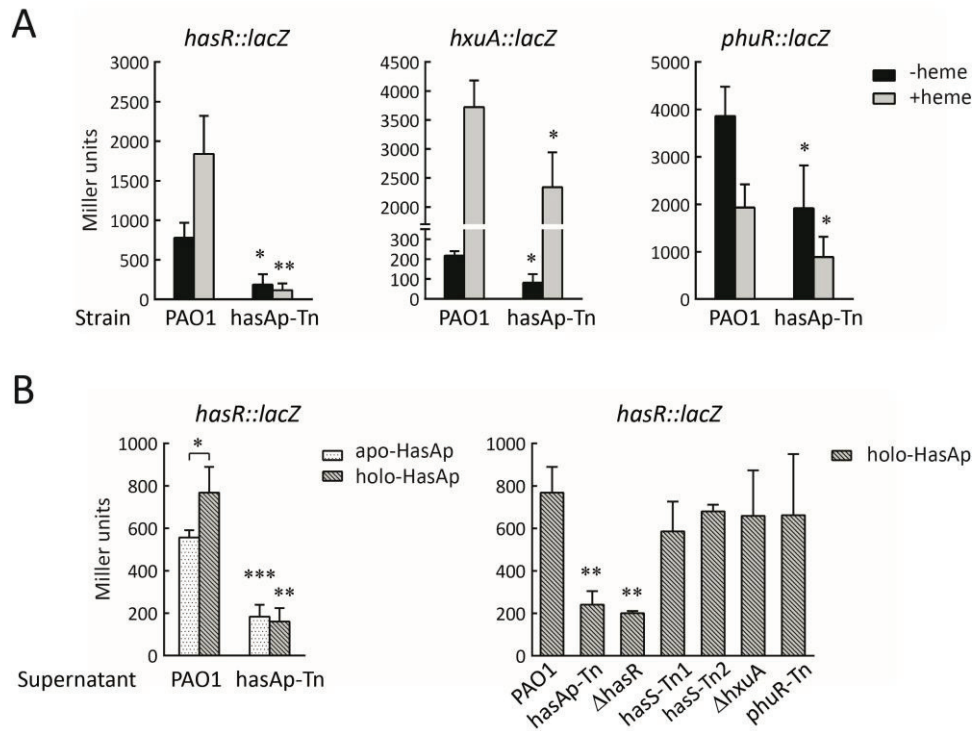 A
hasR::lacZ
hxuA::lacZ
phuR::lacZ
-heme
+heme
Miller units
3000
2500
2000
1500
1000
500
0
* **
4500
4000
3500
3000
2500
2000
300
200
100
0
*
*
5000
4000
3000
2000
1000
0
*
*
Strain PAO1 hasAp-Tn
PAO1 hasAp-Tn
PAO1 hasAp-Tn
B
hasR::lacZ
hasR::lacZ
apo-HasAp
holo-HasAp
holo-HasAp
Miller units
1000
800
600
400
200
0
*
***
**
1000
800
600
400
200
0
**
**
Supernatant PAO1 hasAp-Tn
PAO1
hasAp-Tn
ΔhasR
hasS-Tn1
hasS-Tn2
ΔhxuA
phuR-Tn